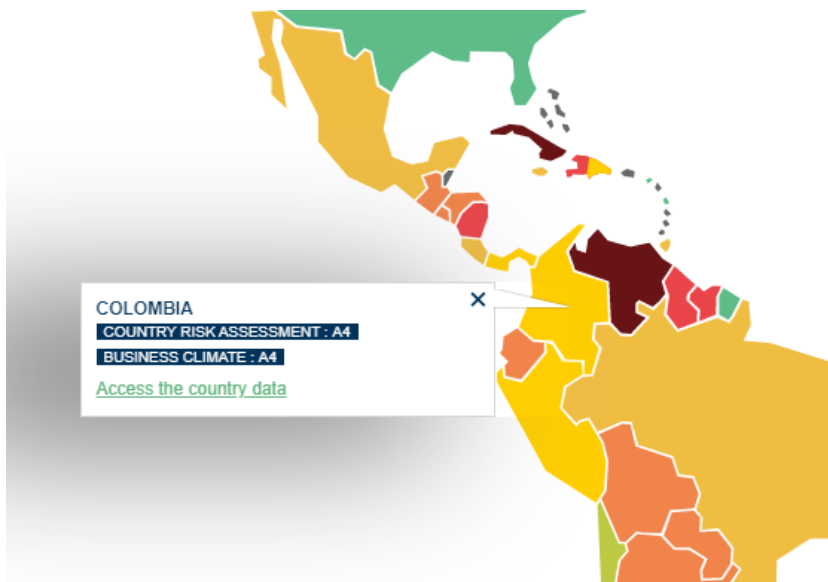 COLOMBIA
COUNTRY RISK ASSESSMENT : A4
BUSINESS CLIMATE : A4
Access the country data